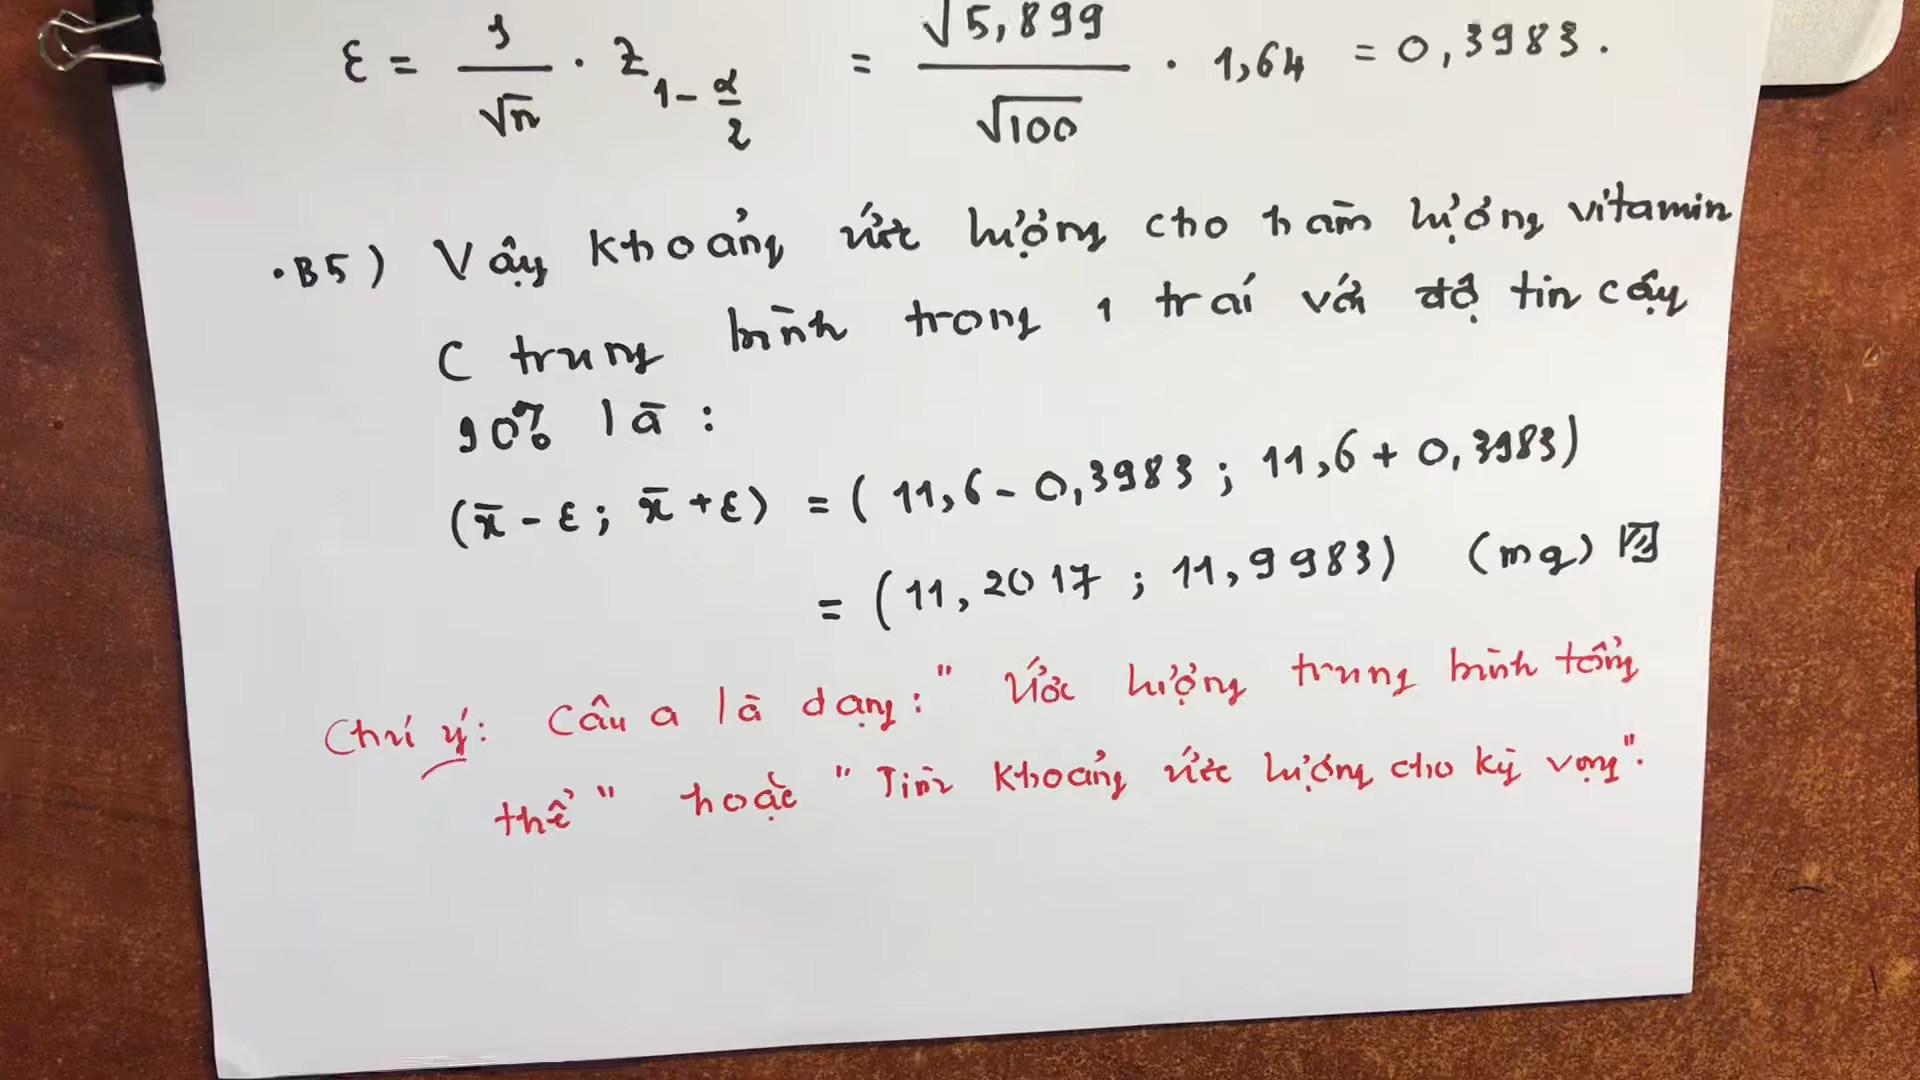 ε = s/√n · Z_{1-α/2} = √5,899/√100 · 1,64 = 0,3983.
• B5) Vậy khoảng ước lượng cho hàm lượng vitamin
C trung bình trong 1 trái với độ tin cậy
90% là:
(x̄ - ε; x̄ + ε) = (11,6 - 0,3983; 11,6 + 0,3983)
= (11,2017; 11,9983) (mg)
Chú ý: Câu a là dạng: "Ước lượng trung bình tổng
thể" hoặc "Tìm khoảng ước lượng cho kỳ vọng".